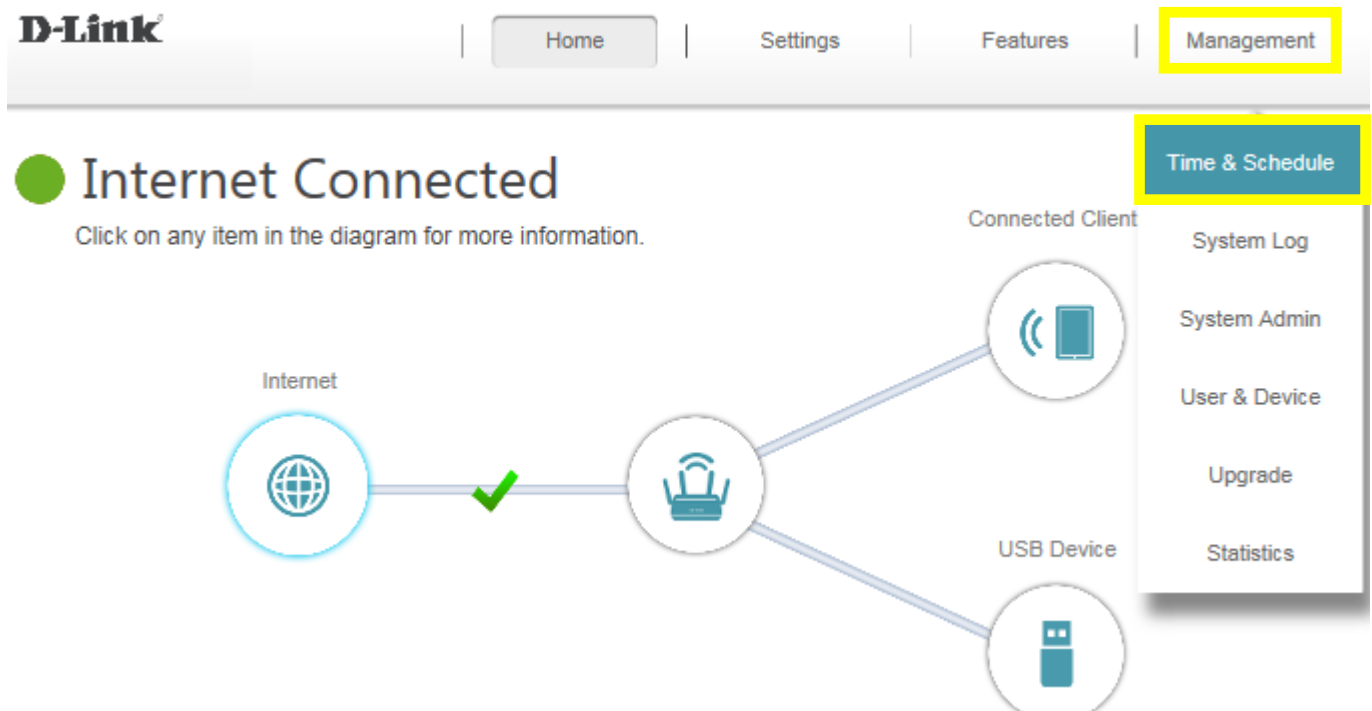 D-Link
Home
Settings
Features
Management
Internet Connected
Click on any item in the diagram for more information.
Time & Schedule
System Log
System Admin
User & Device
Upgrade
Statistics
Connected Client
Internet
USB Device